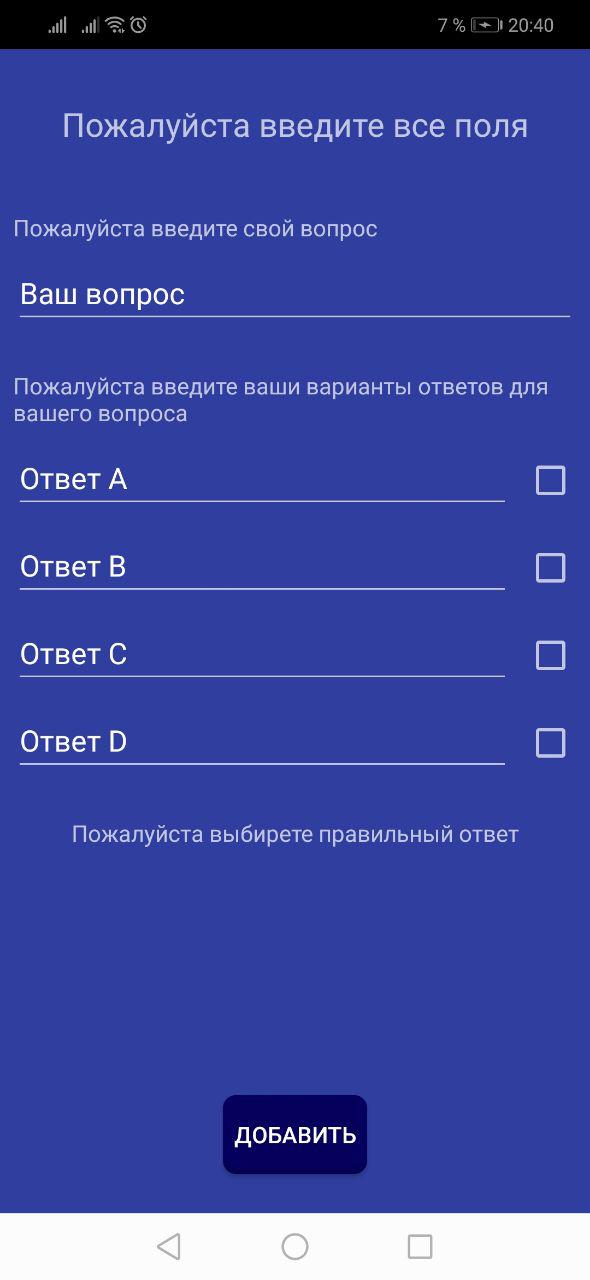 7 % 20:40
Пожалуйста введите все поля
Пожалуйста введите свой вопрос
Ваш вопрос
Пожалуйста введите ваши варианты ответов для
вашего вопроса
Ответ A
Ответ B
Ответ C
Ответ D
Пожалуйста выбирете правильный ответ
ДОБАВИТЬ